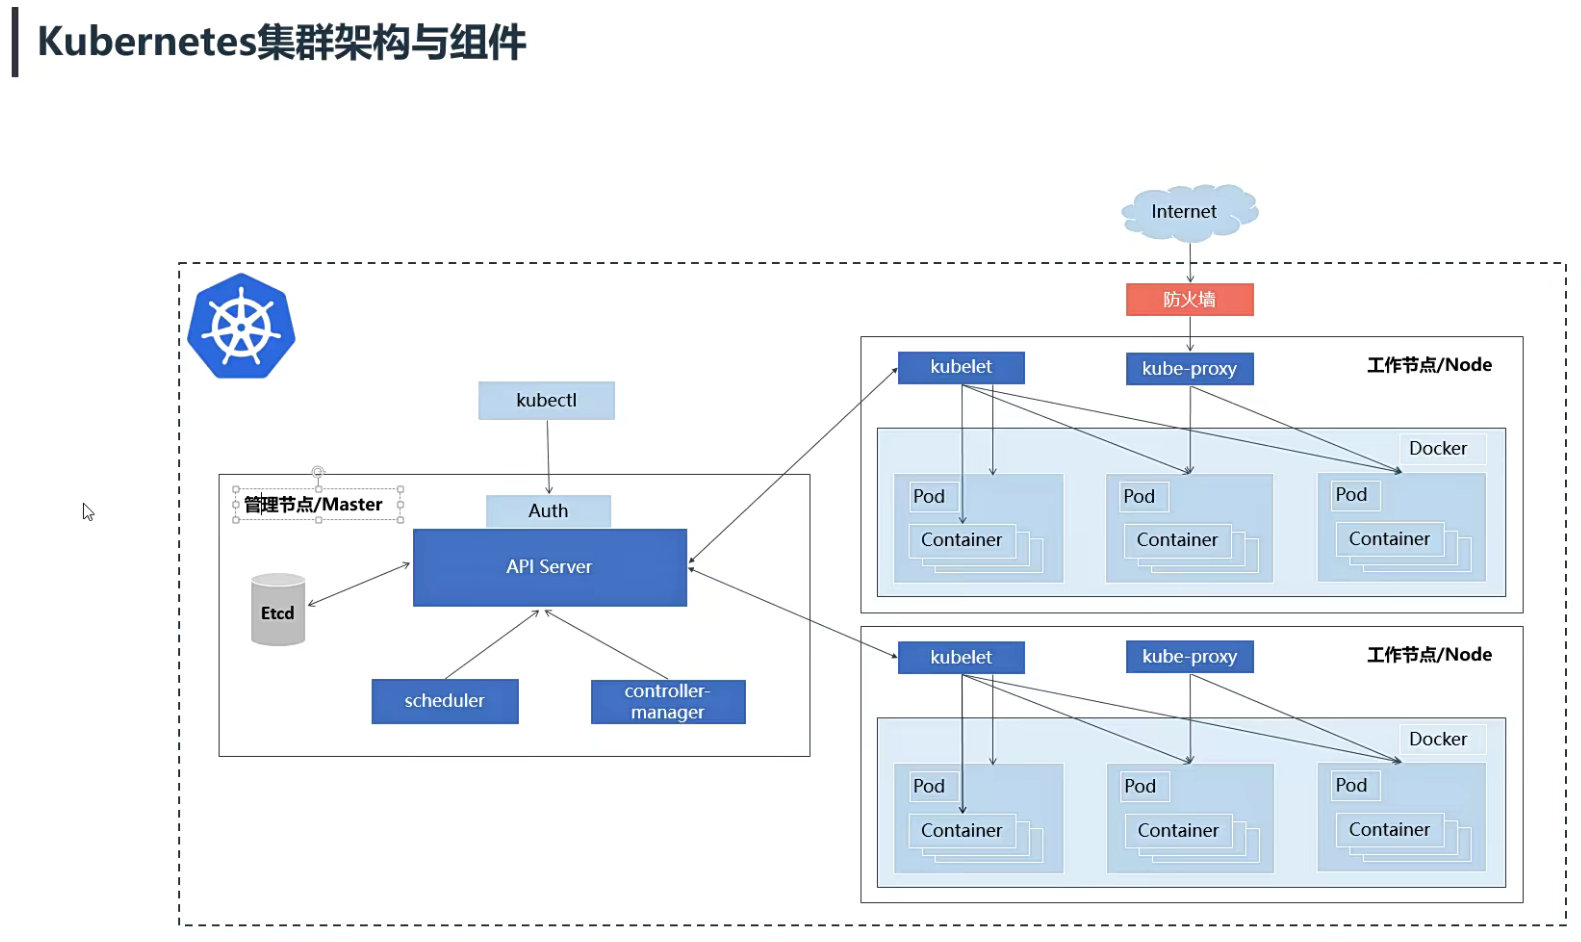 Kubernetes集群架构与组件
Internet
防火墙
kubelet
kube-proxy
工作节点/Node
kubectl
Docker
管理节点/Master
Auth
Pod
Pod
Pod
Container
Container
Container
API Server
Etcd
kubelet
kube-proxy
工作节点/Node
scheduler
controller-
manager
Docker
Pod
Pod
Pod
Container
Container
Container